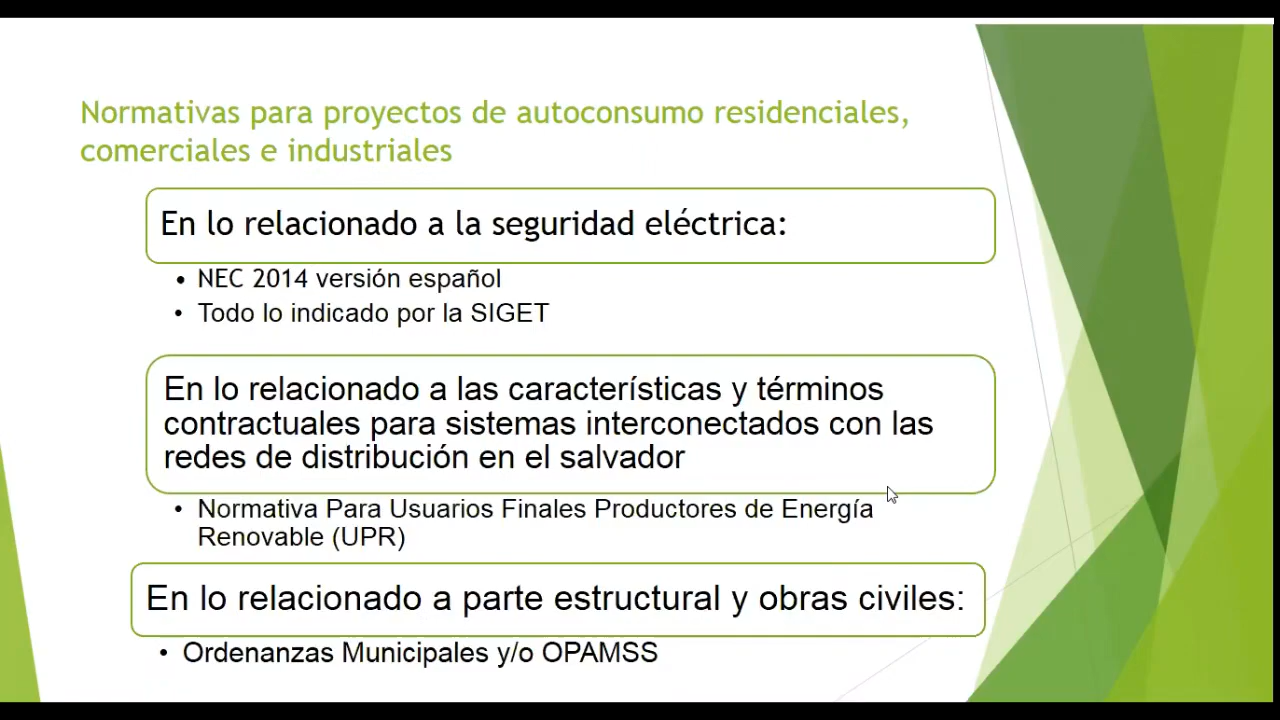 Normativas para proyectos de autoconsumo residenciales,
comerciales e industriales
En lo relacionado a la seguridad eléctrica:
• NEC 2014 versión español
• Todo lo indicado por la SIGET
En lo relacionado a las características y términos
contractuales para sistemas interconectados con las
redes de distribución en el salvador
• Normativa Para Usuarios Finales Productores de Energía
Renovable (UPR)
En lo relacionado a parte estructural y obras civiles:
• Ordenanzas Municipales y/o OPAMSS